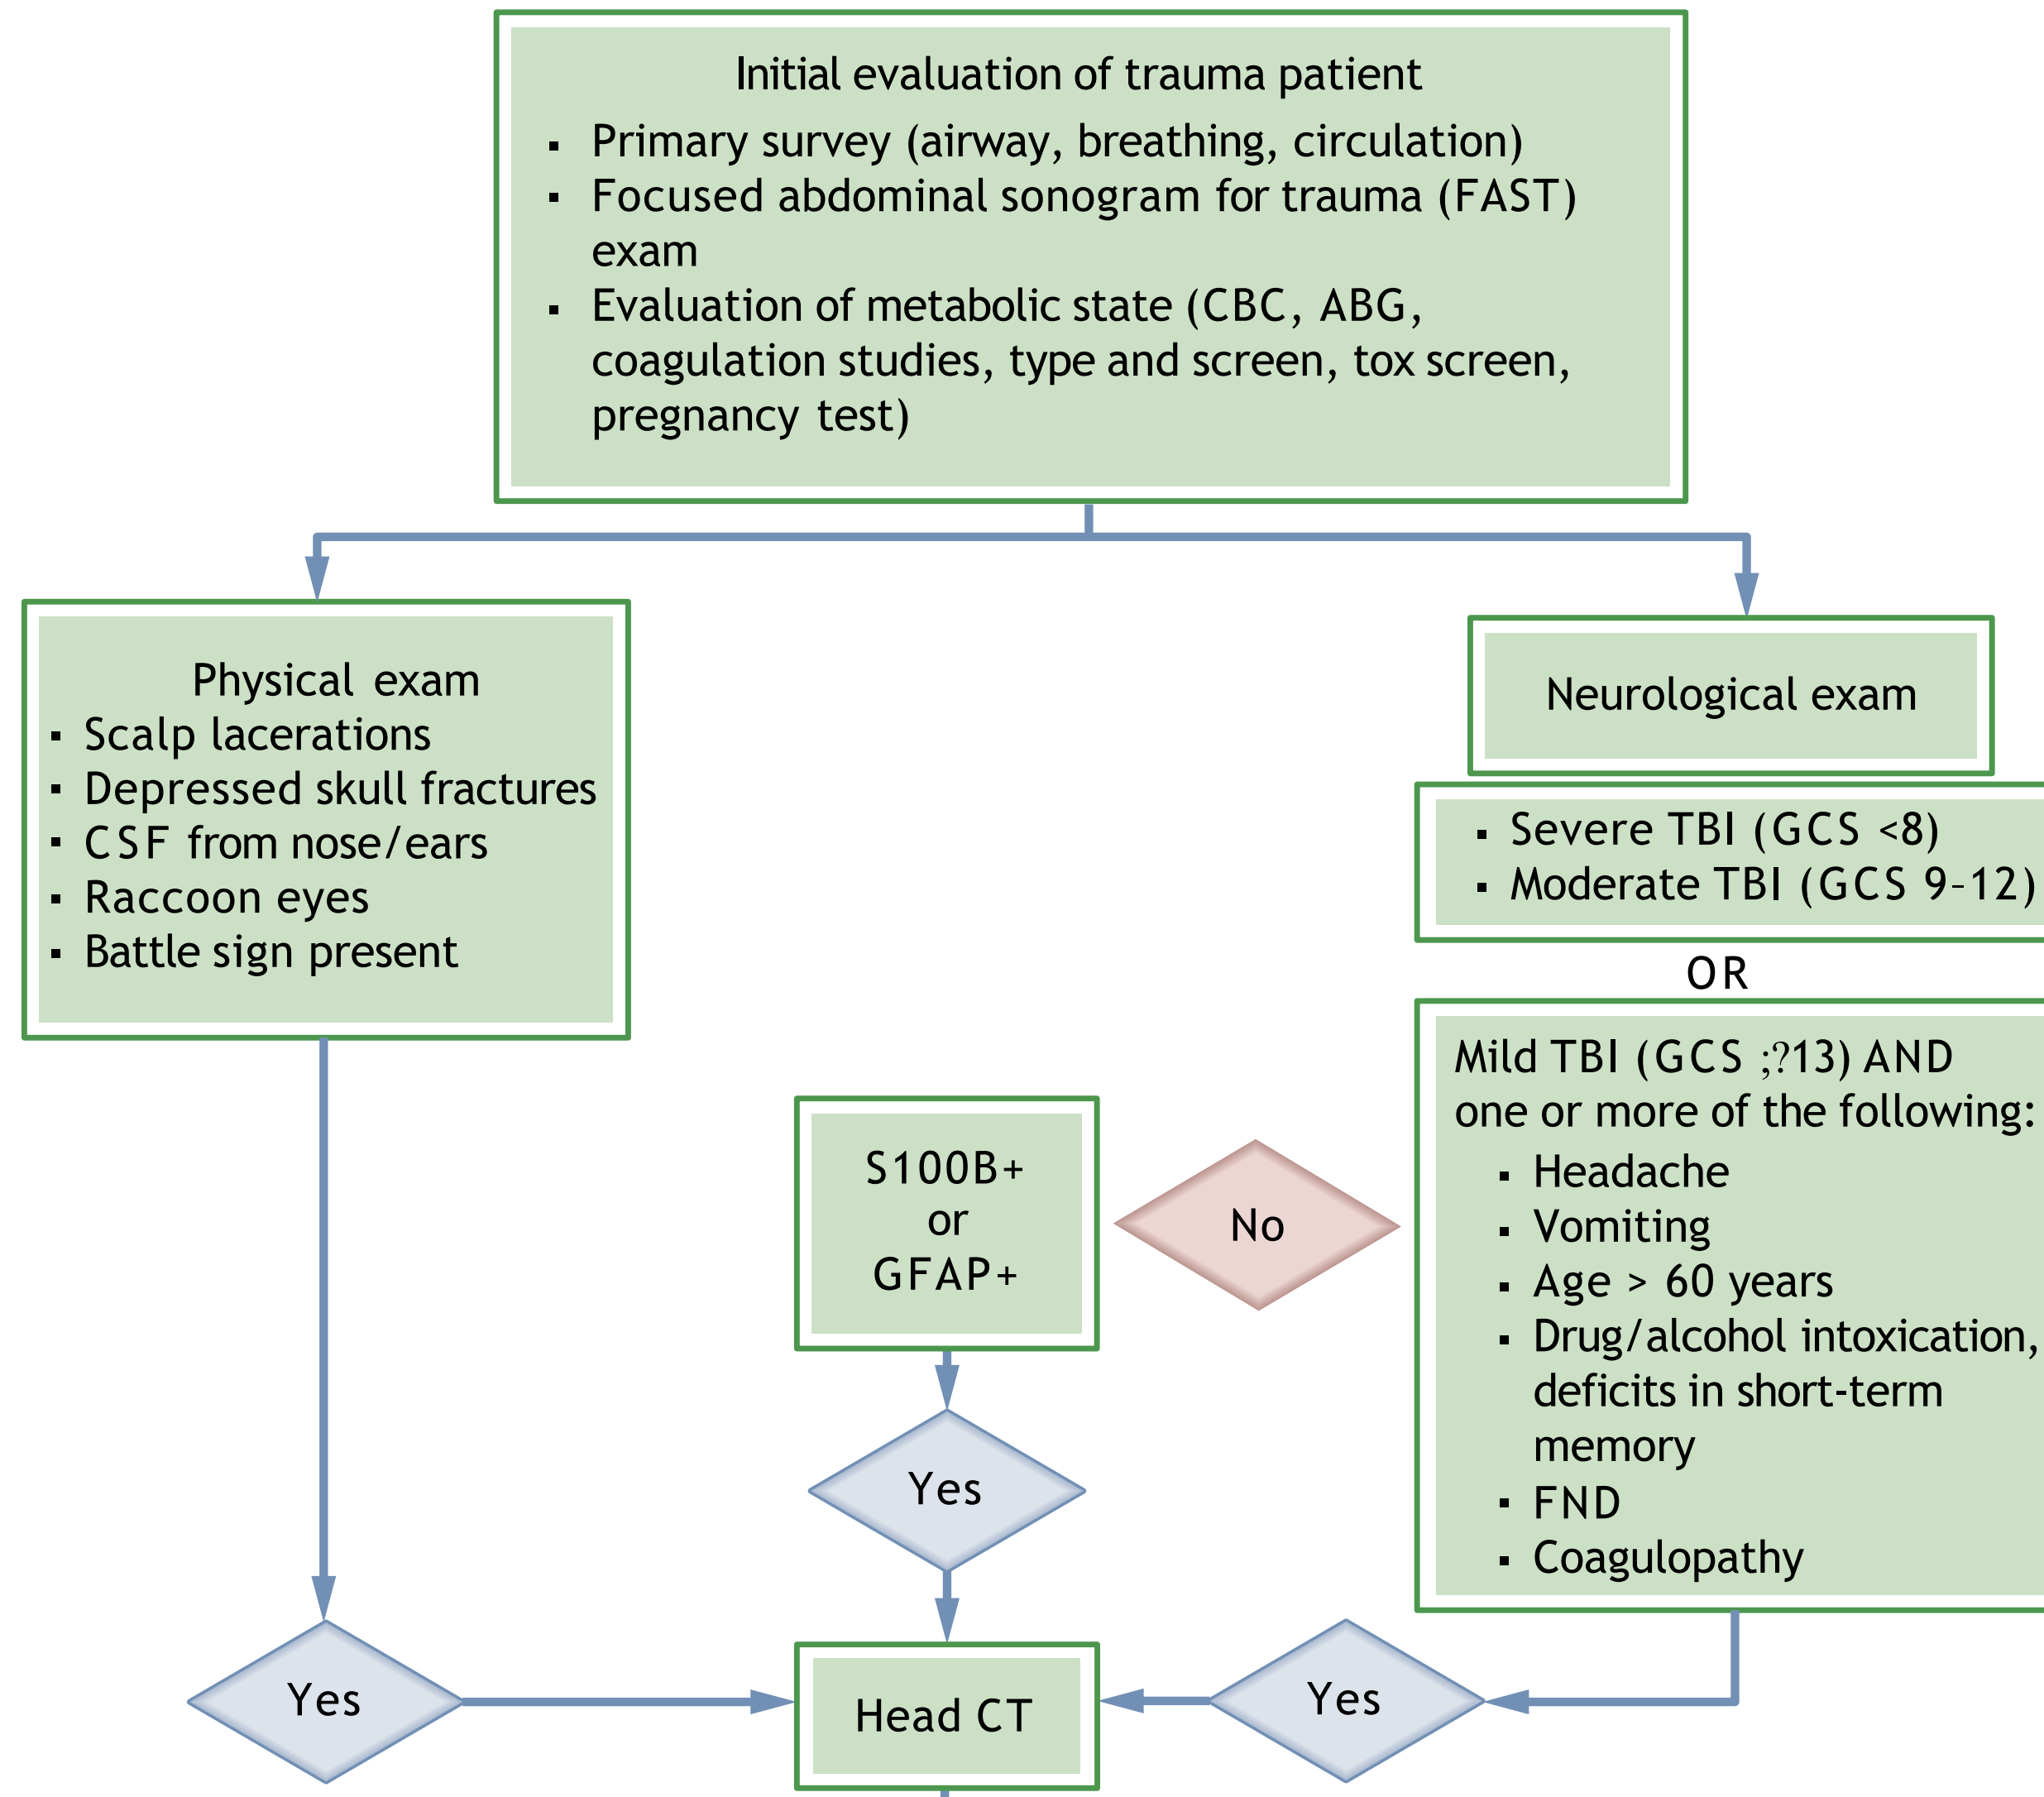 Initial evaluation of trauma patient
▪ Primary survey (airway, breathing, circulation)
▪ Focused abdominal sonogram for trauma (FAST)
exam
▪ Evaluation of metabolic state (CBC, ABG,
coagulation studies, type and screen, tox screen,
pregnancy test)
Physical exam
▪ Scalp lacerations
▪ Depressed skull fractures
▪ CSF from nose/ears
▪ Raccoon eyes
▪ Battle sign present
Neurological exam
▪ Severe TBI (GCS <8)
▪ Moderate TBI (GCS 9-12)
OR
Mild TBI (GCS ;?13) AND
one or more of the following:
▪ Headache
▪ Vomiting
▪ Age > 60 years
▪ Drug/alcohol intoxication,
deficits in short-term
memory
▪ FND
▪ Coagulopathy
No
S100B+
or
GFAP+
Yes
Yes
Head CT
Yes